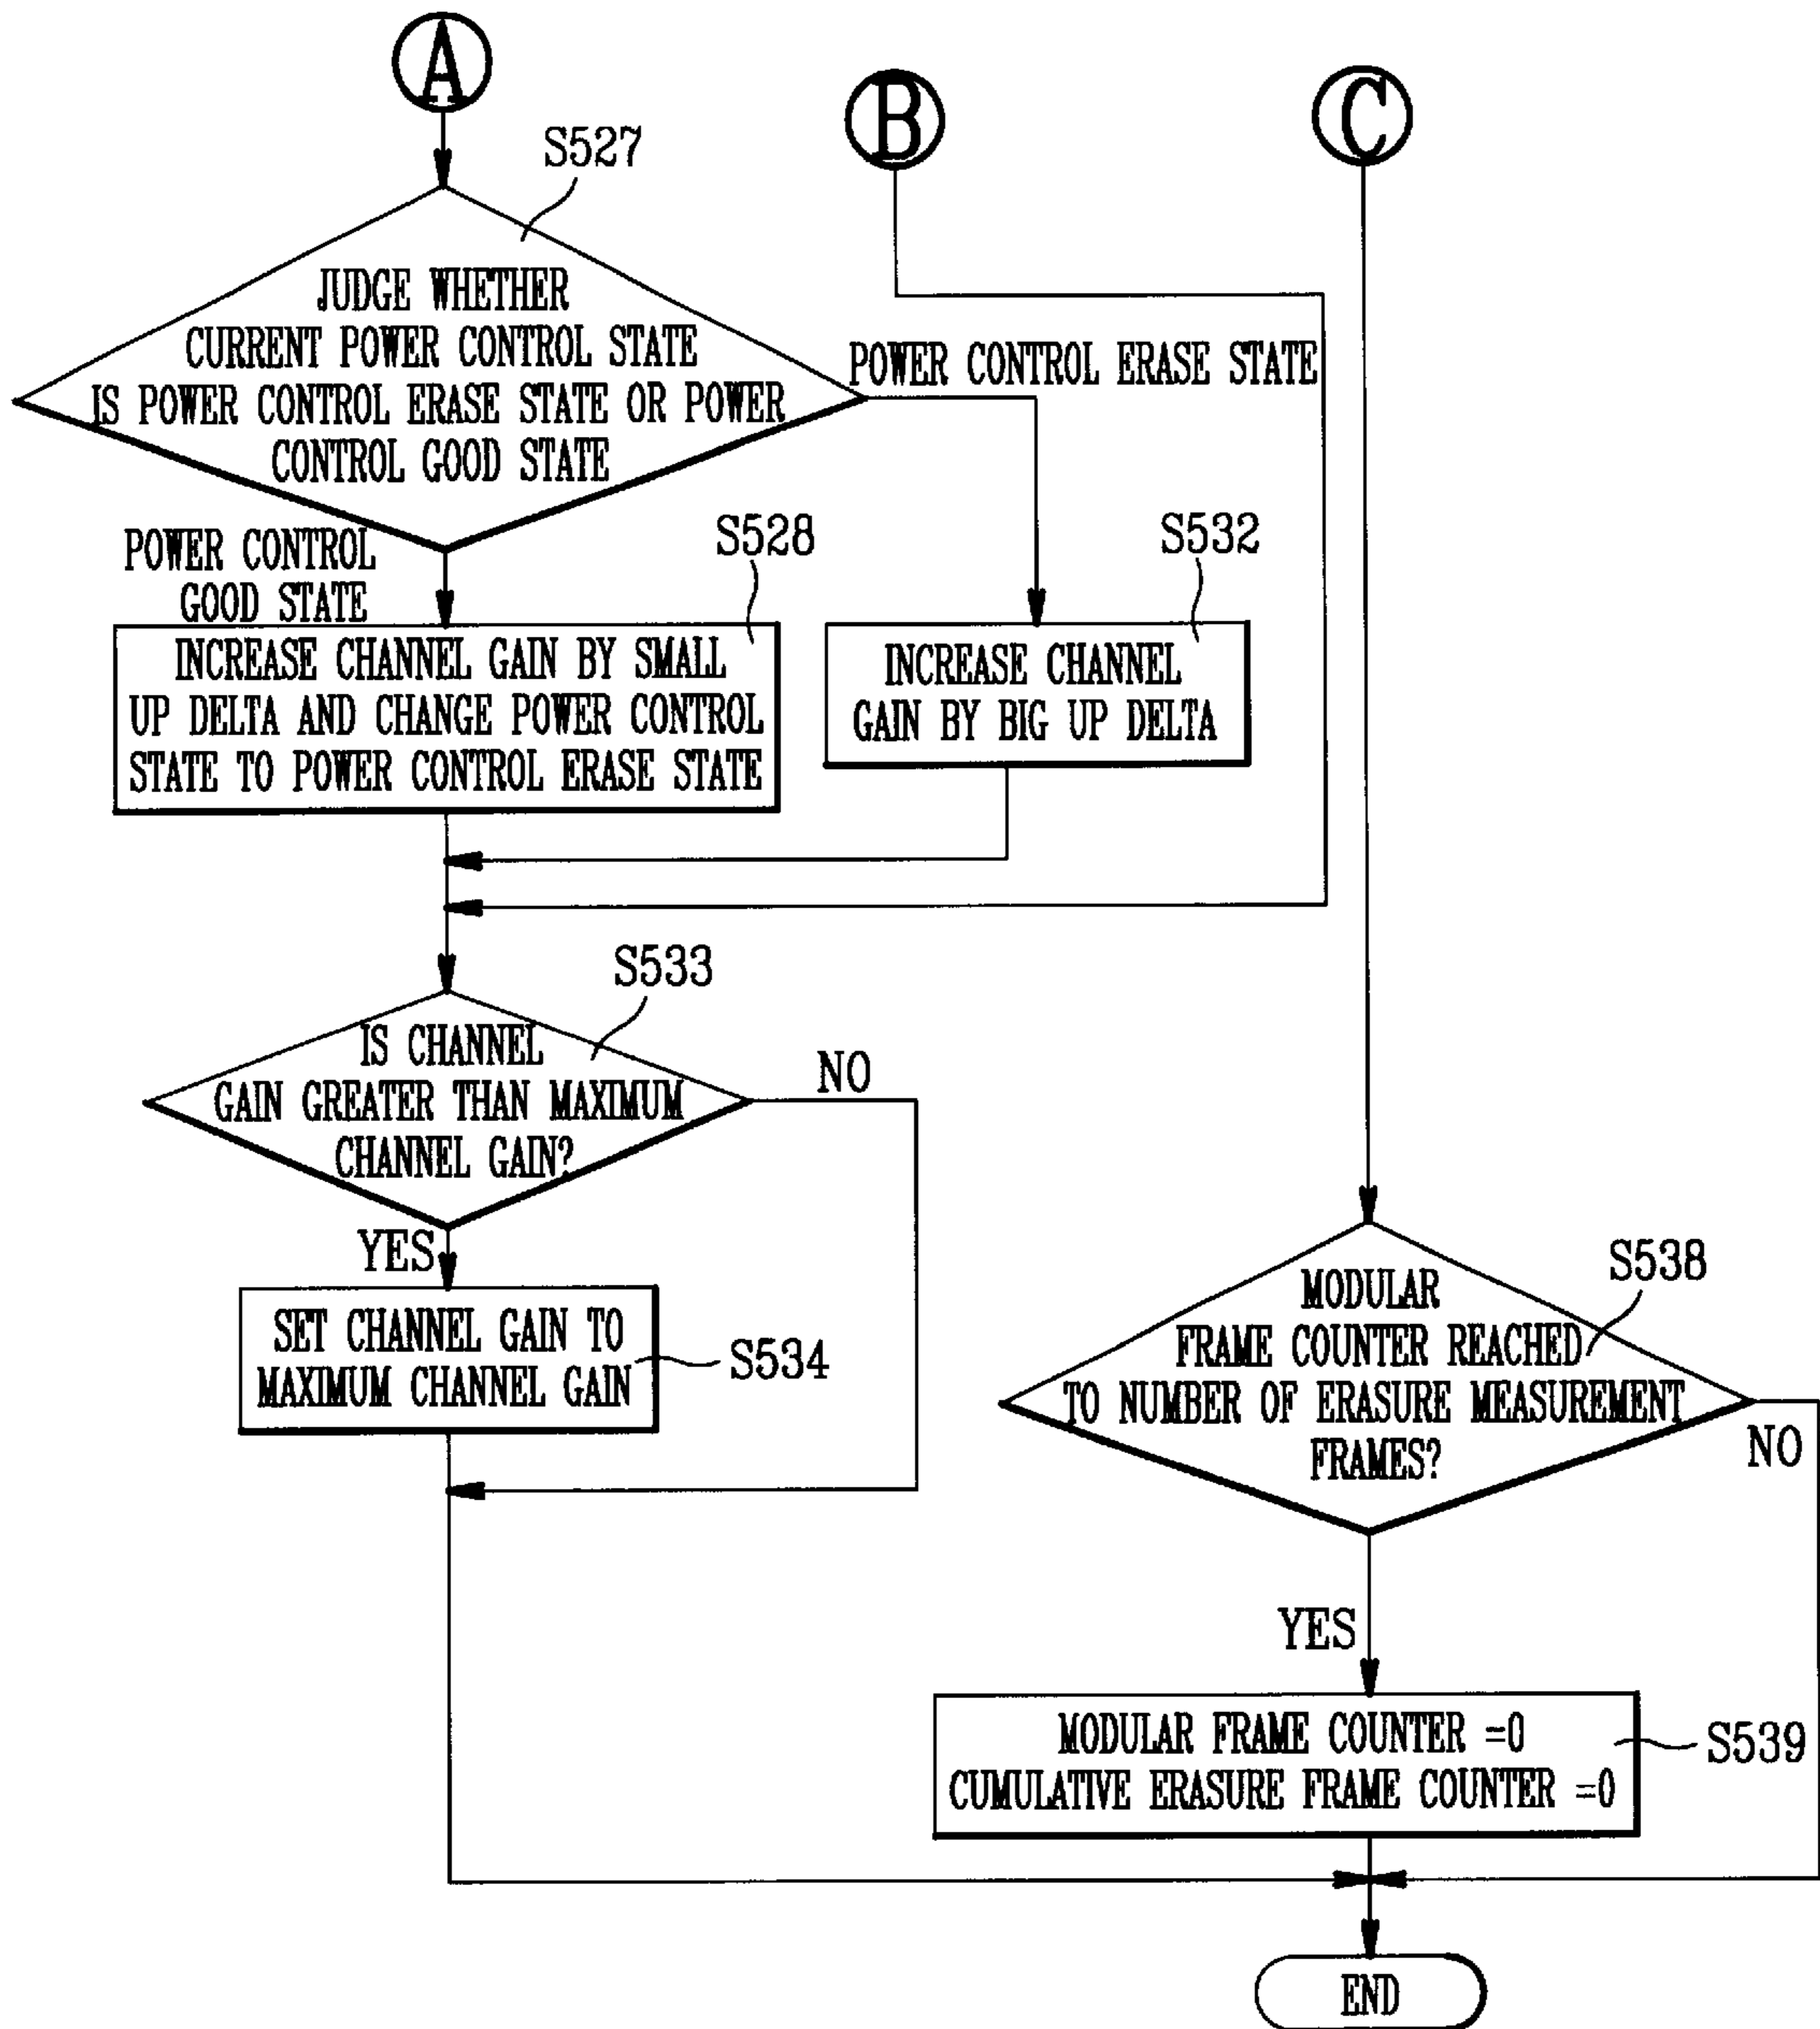 A
B
C
S527
JUDGE WHETHER
CURRENT POWER CONTROL STATE
IS POWER CONTROL ERASE STATE OR POWER
CONTROL GOOD STATE
POWER CONTROL ERASE STATE
POWER CONTROL
GOOD STATE
S528
INCREASE CHANNEL GAIN BY SMALL
UP DELTA AND CHANGE POWER CONTROL
STATE TO POWER CONTROL ERASE STATE
S532
INCREASE CHANNEL
GAIN BY BIG UP DELTA
S533
IS CHANNEL
GAIN GREATER THAN MAXIMUM
CHANNEL GAIN?
NO
YES
SET CHANNEL GAIN TO
MAXIMUM CHANNEL GAIN
S534
S538
MODULAR
FRAME COUNTER REACHED
TO NUMBER OF ERASURE MEASUREMENT
FRAMES?
NO
YES
MODULAR FRAME COUNTER =0
CUMULATIVE ERASURE FRAME COUNTER =0
S539
END